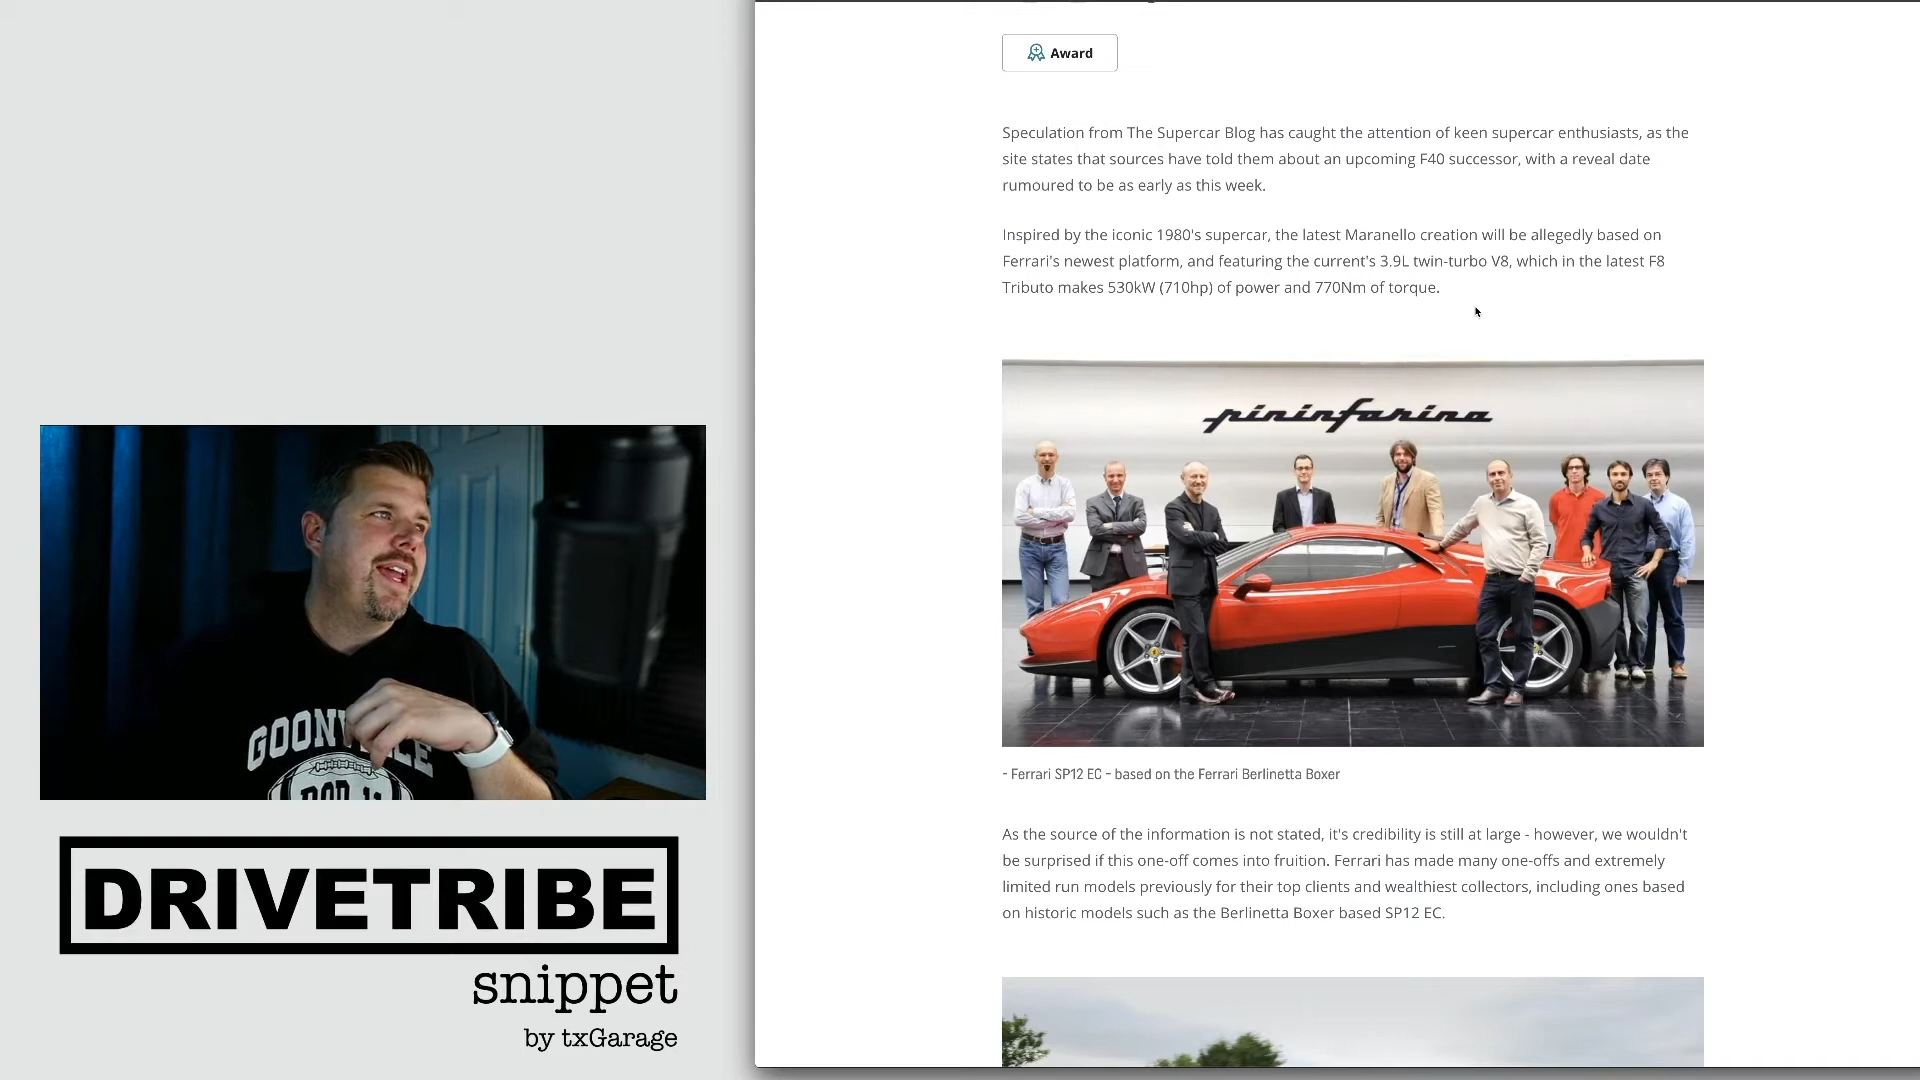 Award
Speculation from The Supercar Blog has caught the attention of keen supercar enthusiasts, as the
site states that sources have told them about an upcoming F40 successor, with a reveal date
rumoured to be as early as this week.
Inspired by the iconic 1980's supercar, the latest Maranello creation will be allegedly based on
Ferrari's newest platform, and featuring the current's 3.9L twin-turbo V8, which in the latest F8
Tributo makes 530kW (710hp) of power and 770Nm of torque.
pininfarina
- Ferrari SP12 EC - based on the Ferrari Berlinetta Boxer
As the source of the information is not stated, it's credibility is still at large - however, we wouldn't
be surprised if this one-off comes into fruition. Ferrari has made many one-offs and extremely
limited run models previously for their top clients and wealthiest collectors, including ones based
on historic models such as the Berlinetta Boxer based SP12 EC.
DRIVETRIBE
snippet
by txGarage